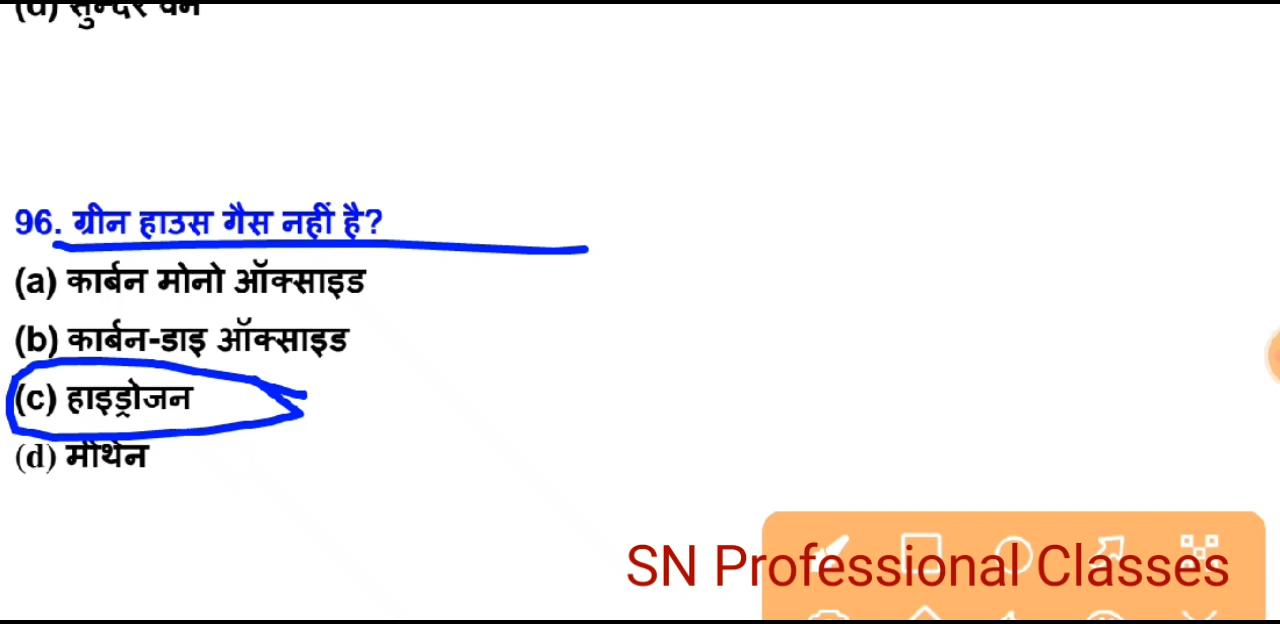 96. ग्रीन हाउस गैस नहीं है?
(a) कार्बन मोनो ऑक्साइड
(b) कार्बन-डाइ ऑक्साइड
(c) हाइड्रोजन
(d) मीथेन
SN Professional Classes